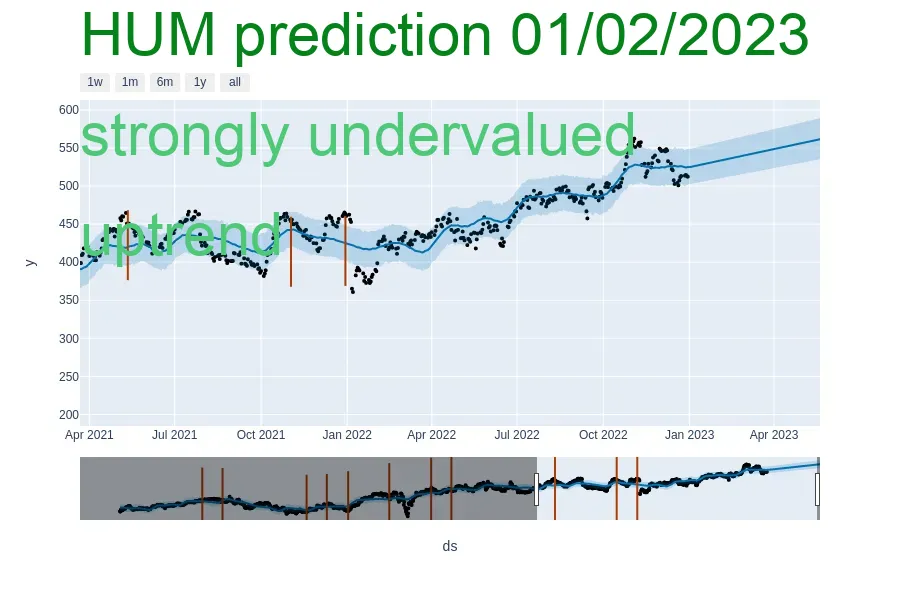 HUM prediction 01/02/2023
1w 1m 6m 1y all
strongly undervalued
uptrend
600
550
500
450
400
350
300
250
200
y
Apr 2021 Jul 2021 Oct 2021 Jan 2022 Apr 2022 Jul 2022 Oct 2022 Jan 2023 Apr 2023
ds